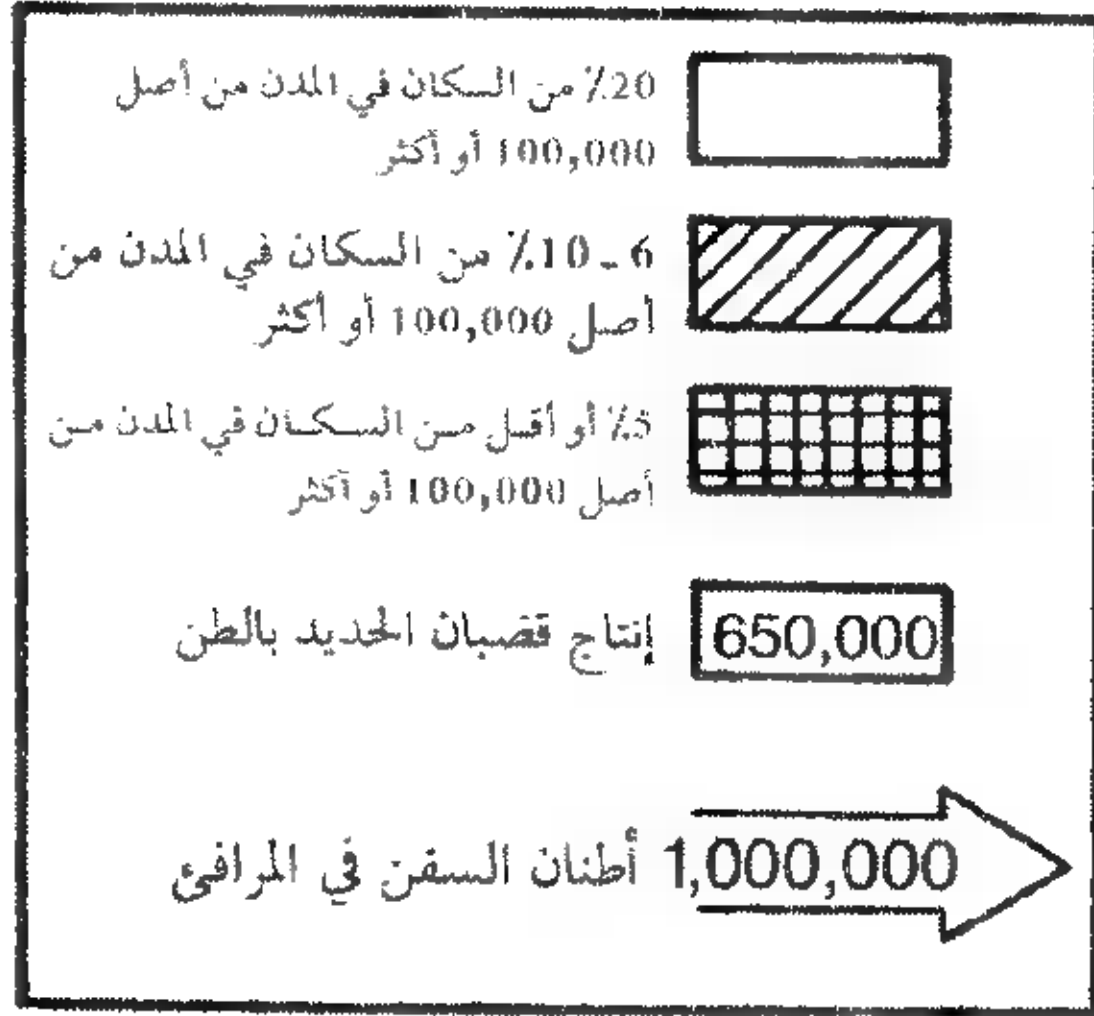 20٪ من السكان في المدن من أصل
100,000 أو أكثر
6 ـ 10٪ من السكان في المدن من
أصل 100,000 أو أكثر
5٪ أو أقل من السكان في المدن من
أصل 100,000 أو أكثر
650,000 إنتاج قضبان الحديد بالطن
1,000,000 أطنان السفن في المرافئ